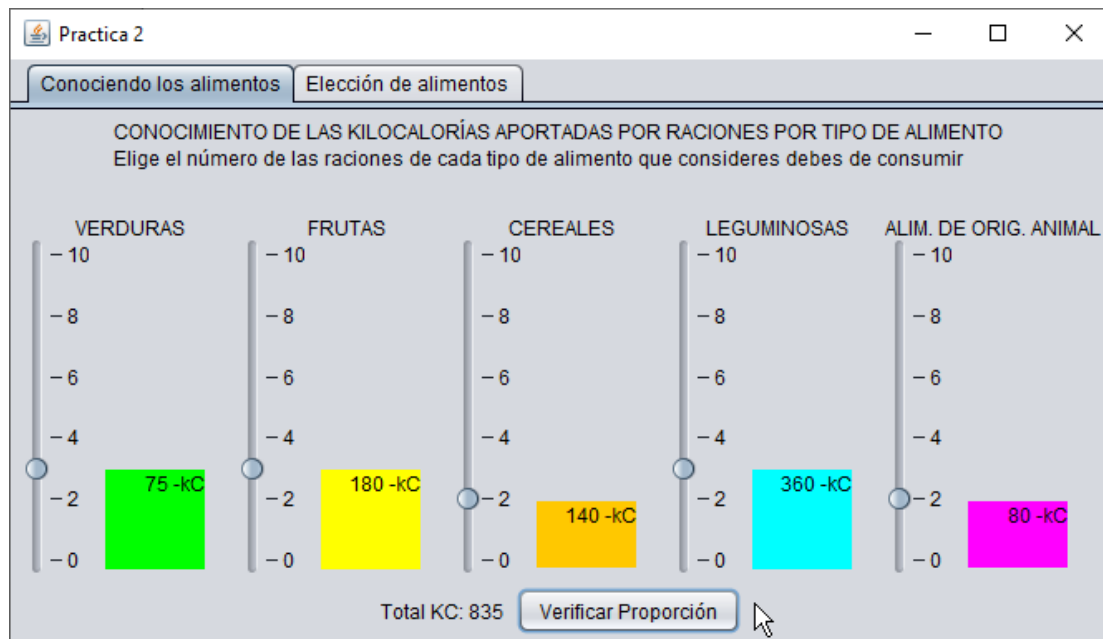 Practica 2
Conociendo los alimentos
Elección de alimentos
CONOCIMIENTO DE LAS KILOCALORÍAS APORTADAS POR RACIONES POR TIPO DE ALIMENTO
Elige el número de las raciones de cada tipo de alimento que consideres debes de consumir
VERDURAS
10
8
6
4
2
0
75 -kC
FRUTAS
10
8
6
4
2
0
180 -kC
CEREALES
10
8
6
4
2
0
140 -kC
LEGUMINOSAS
10
8
6
4
2
0
360 -kC
ALIM. DE ORIG. ANIMAL
10
8
6
4
2
0
80 -kC
Total KC: 835
Verificar Proporción